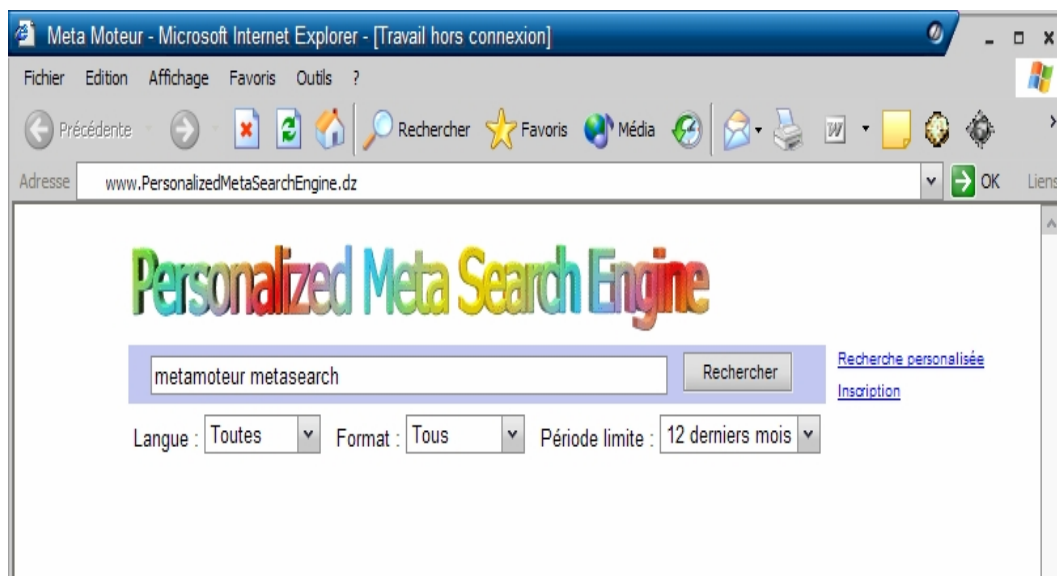 Meta Moteur - Microsoft Internet Explorer - [Travail hors connexion]
Fichier Edition Affichage Favoris Outils ?
Précédente Rechercher Favoris Média W
Adresse www.PersonalizedMetaSearchEngine.dz OK Liens
Personalized Meta Search Engine
metamoteur metasearch Rechercher Recherche personalisée
Inscription
Langue : Toutes Format : Tous Période limite : 12 derniers mois